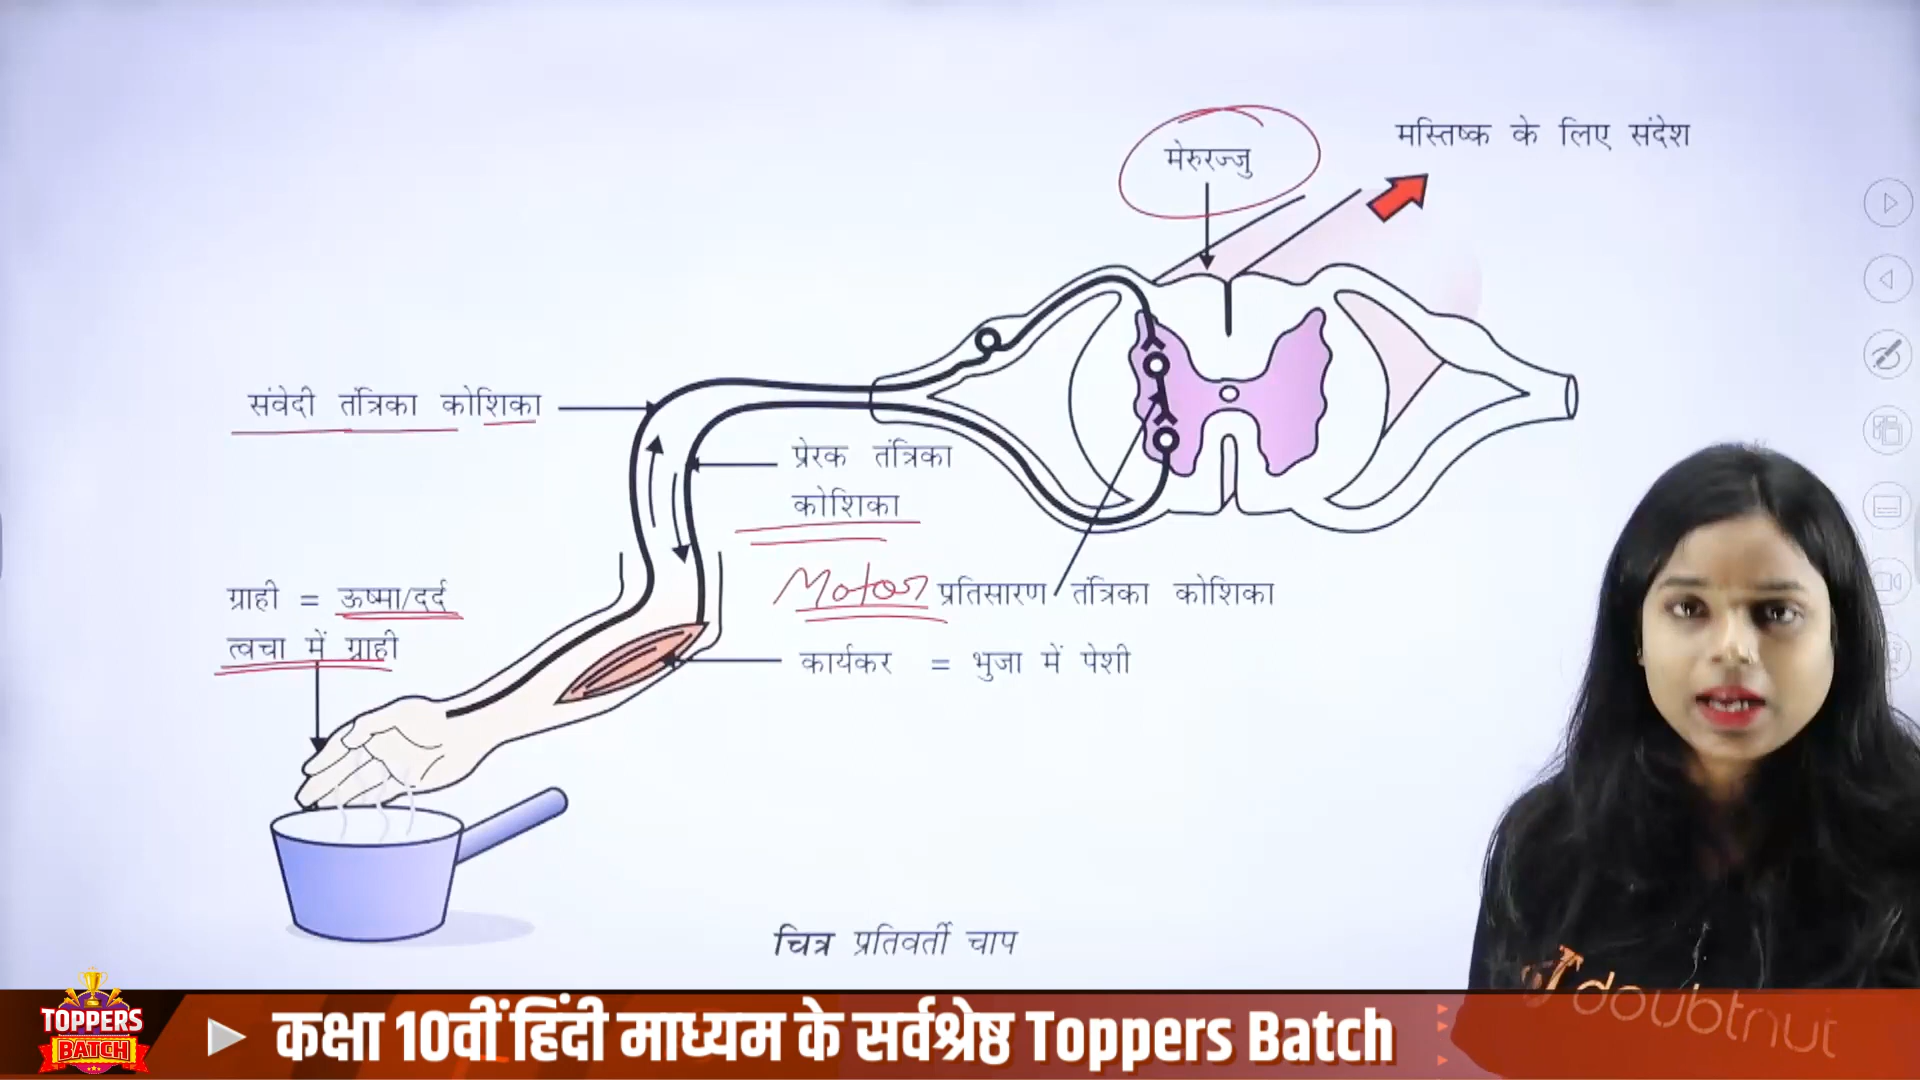 मस्तिष्क के लिए संदेश
मेरुरज्जु
संवेदी तंत्रिका कोशिका
प्रेरक तंत्रिका
कोशिका
ग्राही = ऊष्मा/दर्द
त्वचा में ग्राही
Motor
प्रतिसारण तंत्रिका कोशिका
कार्यकर = भुजा में पेशी
चित्र प्रतिवर्ती चाप
doubtnut
TOPPERS
BATCH
कक्षा 10वीं हिंदी माध्यम के सर्वश्रेष्ठ Toppers Batch